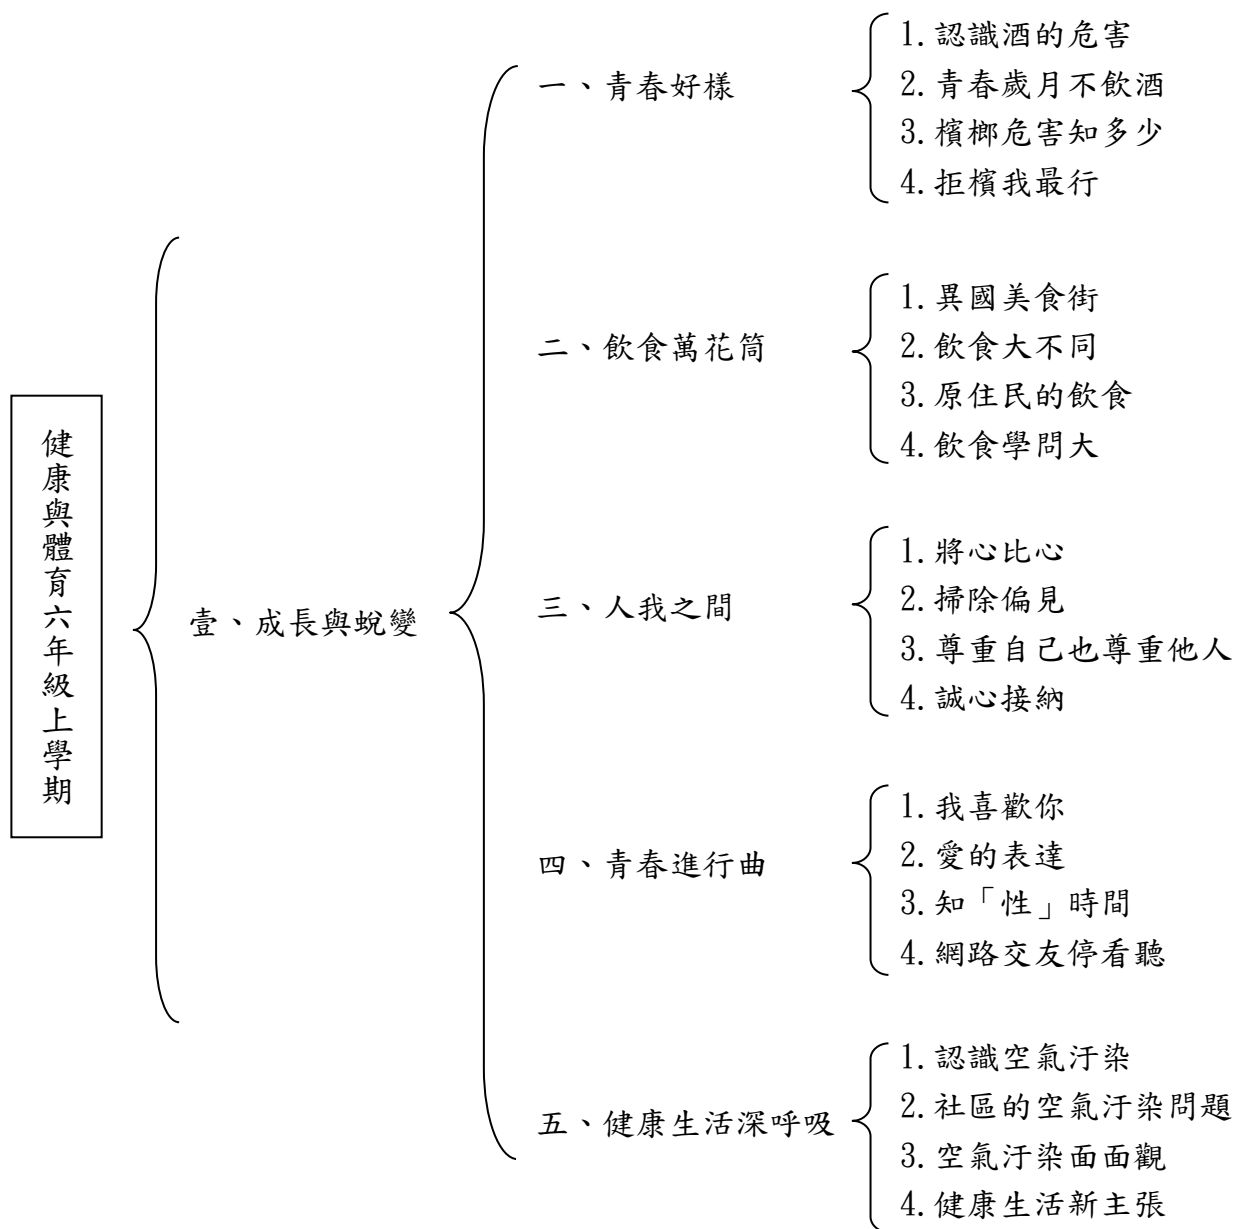 健康與體育六年級上學期
壹、成長與蛻變
一、青春好樣
1.認識酒的危害
2.青春歲月不飲酒
3.檳榔危害知多少
4.拒檳我最行
二、飲食萬花筒
1.異國美食街
2.飲食大不同
3.原住民的飲食
4.飲食學問大
三、人我之間
1.將心比心
2.掃除偏見
3.尊重自己也尊重他人
4.誠心接納
四、青春進行曲
1.我喜歡你
2.愛的表達
3.知「性」時間
4.網路交友停看聽
五、健康生活深呼吸
1.認識空氣汙染
2.社區的空氣汙染問題
3.空氣汙染面面觀
4.健康生活新主張